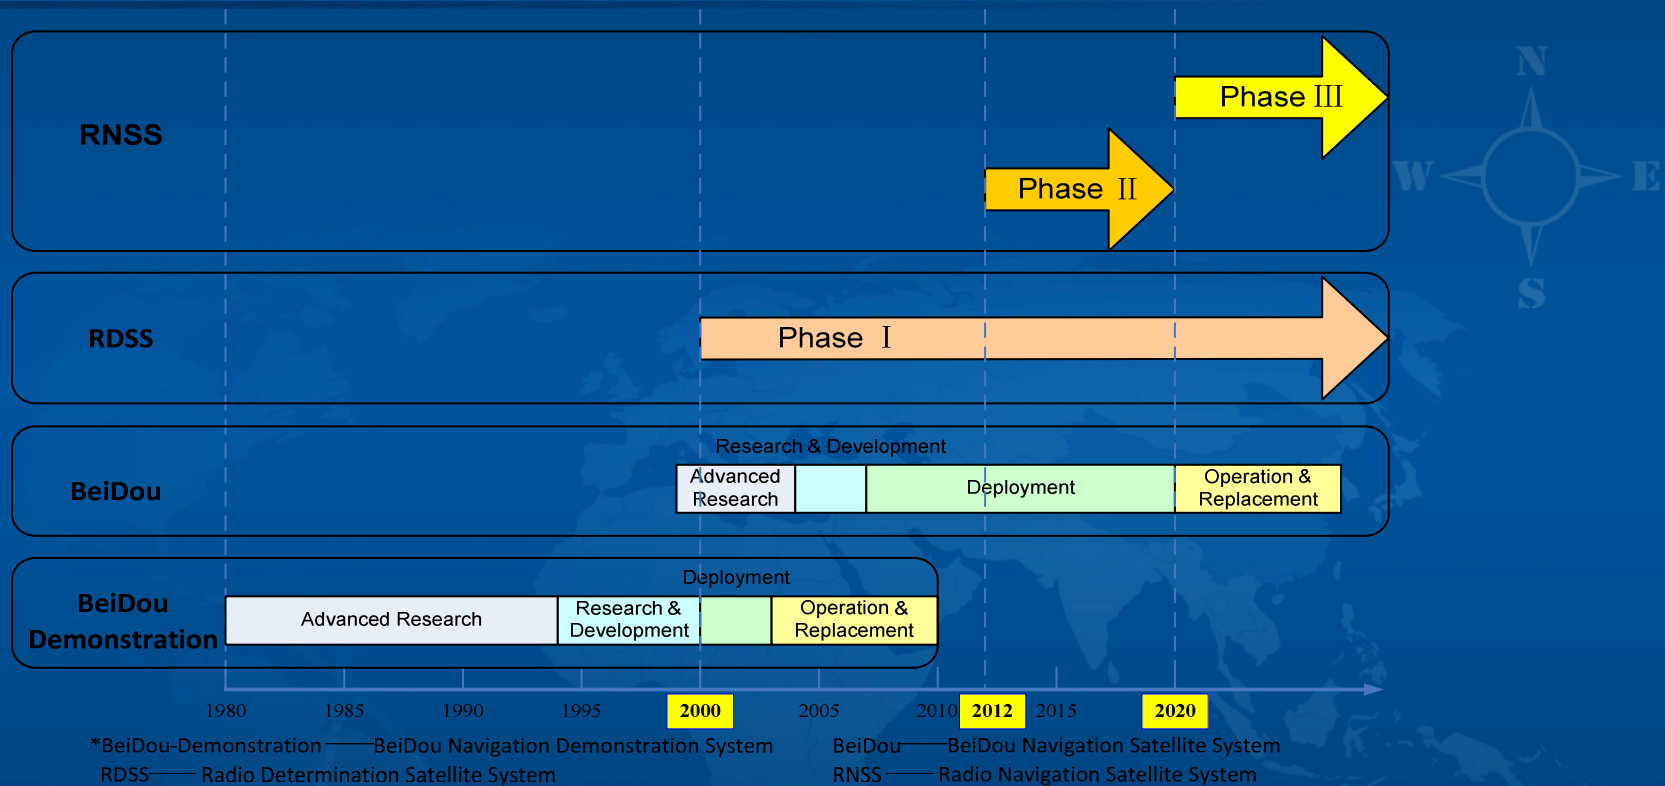 N
W
E
S
RNSS
Phase III
Phase II
RDSS
Phase I
BeiDou
Research & Development
Advanced
Research
Deployment
Operation &
Replacement
BeiDou
Demonstration
Deployment
Advanced Research
Research &
Development
Operation &
Replacement
1980 1985 1990 1995 2000 2005 2010 2012 2015 2020
*BeiDou-Demonstration ——BeiDou Navigation Demonstration System
BeiDou——BeiDou Navigation Satellite System
RDSS—— Radio Determination Satellite System
RNSS —— Radio Navigation Satellite System